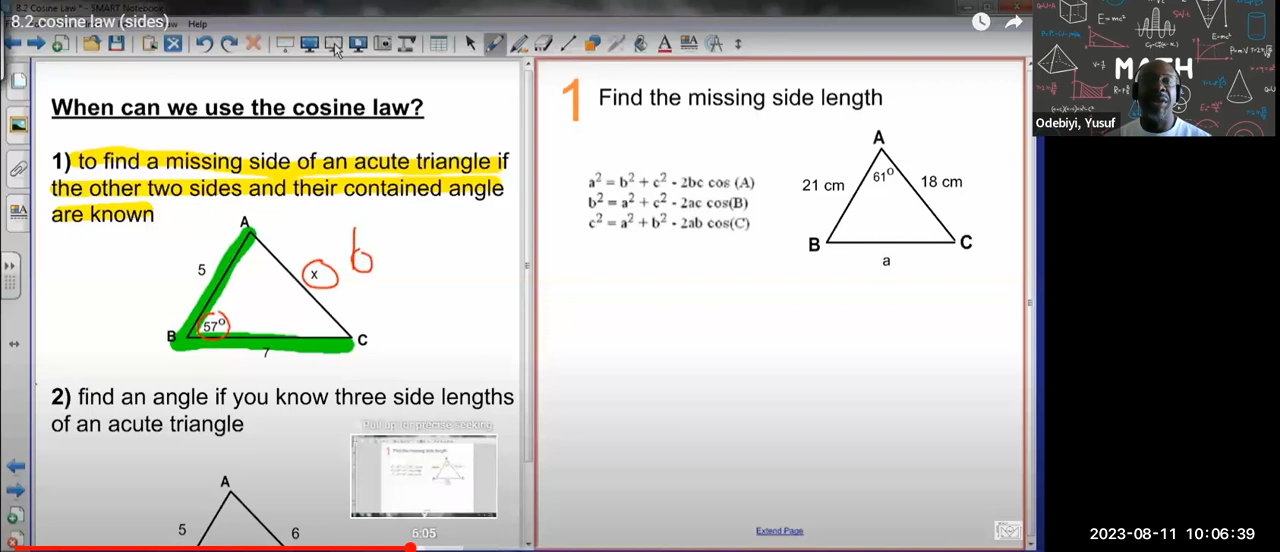 8.2 Cosine Law * - SMART Notebook
8.2 cosine law (sides)
Help
When can we use the cosine law?
1) to find a missing side of an acute triangle if
the other two sides and their contained angle
are known
A
5
x
b
57°
B
C
7
2) find an angle if you know three side lengths
of an acute triangle
A
5
6
Pull up for precise seeking
5:05
1 Find the missing side length
a² = b² + c² - 2bc cos (A)
b² = a² + c² - 2ac cos(B)
c² = a² + b² - 2ab cos(C)
A
61°
21 cm
18 cm
B
C
a
Extend Page
E=mc²
MATH
Odebiyi, Yusuf
2023-08-11 10:06:39